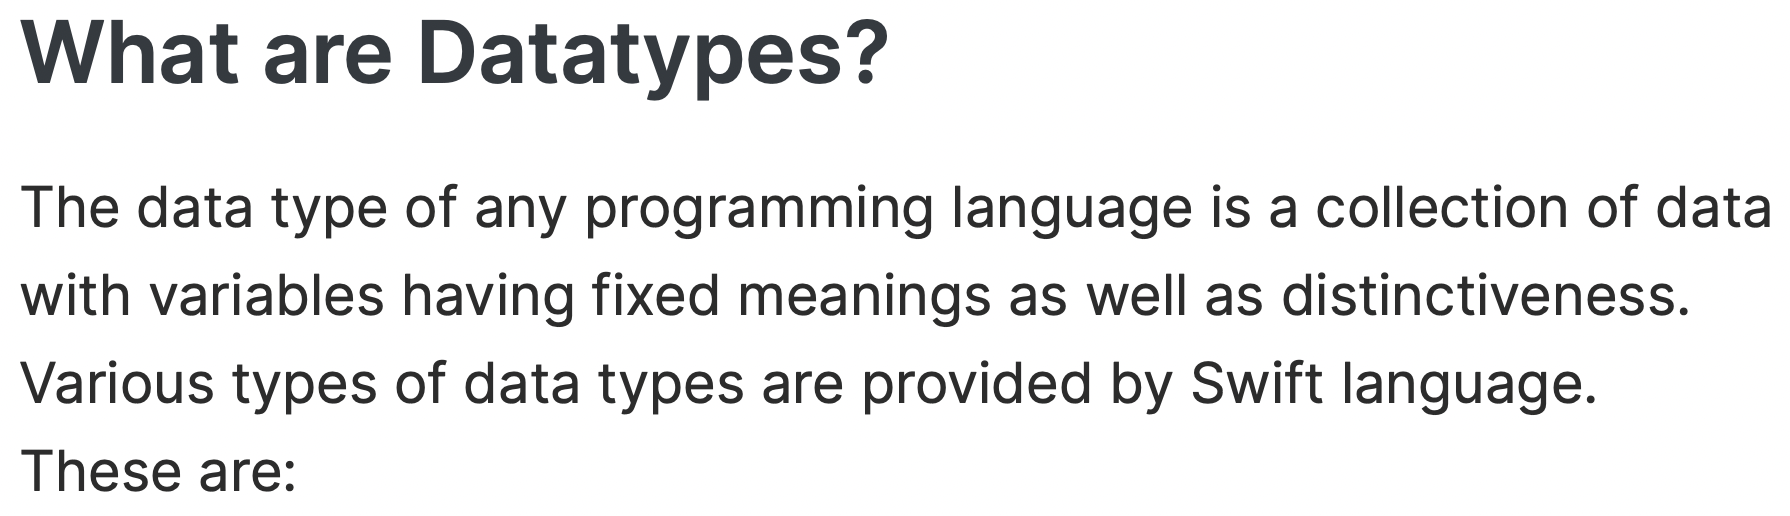 What are Datatypes?
The data type of any programming language is a collection of data
with variables having fixed meanings as well as distinctiveness.
Various types of data types are provided by Swift language.
These are: